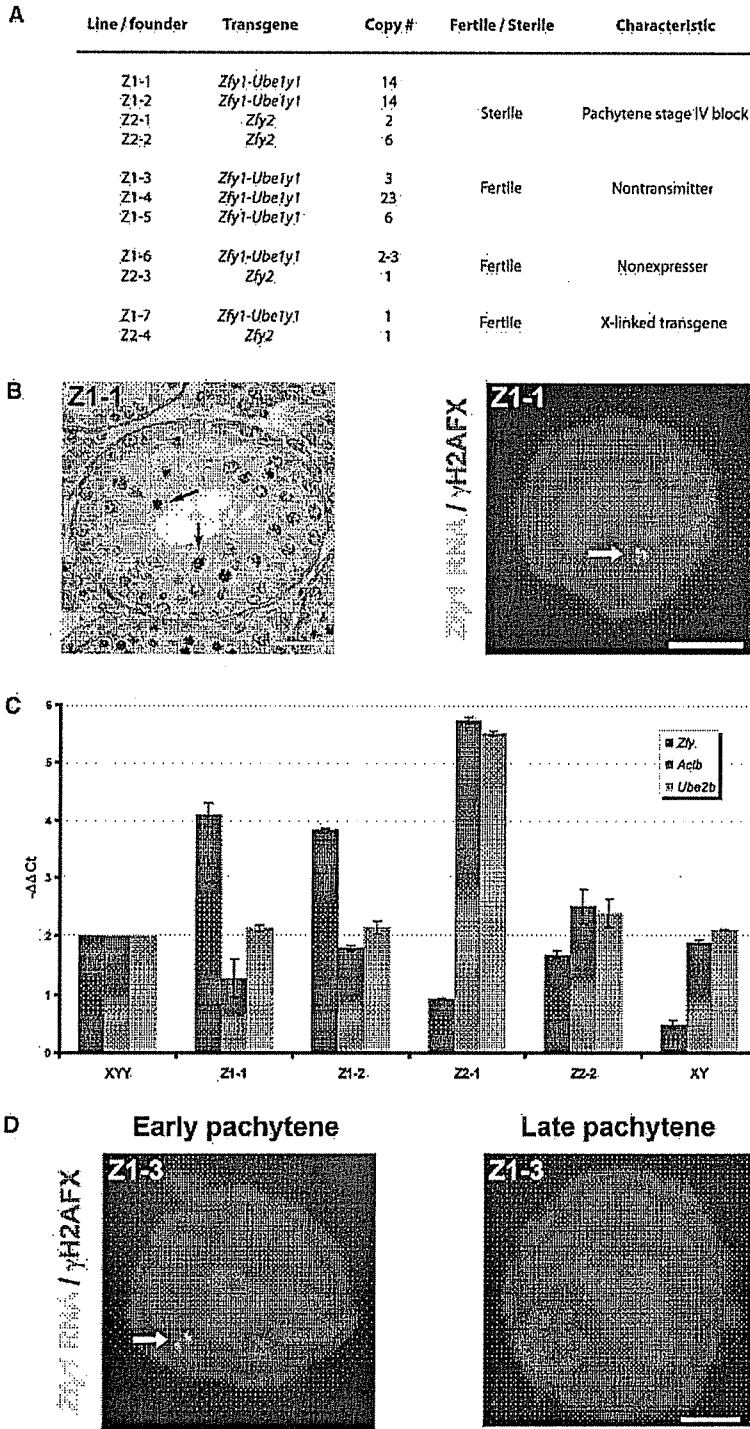 A
Line / founder Transgene Copy # Fertile / Sterile Characteristic
Z1-1 Zfy1-Ube1y1 14
Z1-2 Zfy1-Ube1y1 14
Z2-1 Zfy2 2
Z2-2 Zfy2 6
Sterile Pachytene stage IV block
Z1-3 Zfy1-Ube1y1 3
Z1-4 Zfy1-Ube1y1 23
Z1-5 Zfy1-Ube1y1 6
Fertile Nontransmitter
Z1-6 Zfy1-Ube1y1 2-3
Z2-3 Zfy2 1
Fertile Nonexpresser
Z1-7 Zfy1-Ube1y1 1
Z2-4 Zfy2 1
Fertile X-linked transgene
B
Z1-1
Zfy1 RNA / γH2AFX
Z1-1
C
-ΔΔCt
6
5
4
3
2
1
0
Zfy
Actb
Ube2b
XYY Z1-1 Z1-2 Z2-1 Z2-2 XY
D
Early pachytene Late pachytene
Zfy1 RNA / γH2AFX
Z1-3
Z1-3